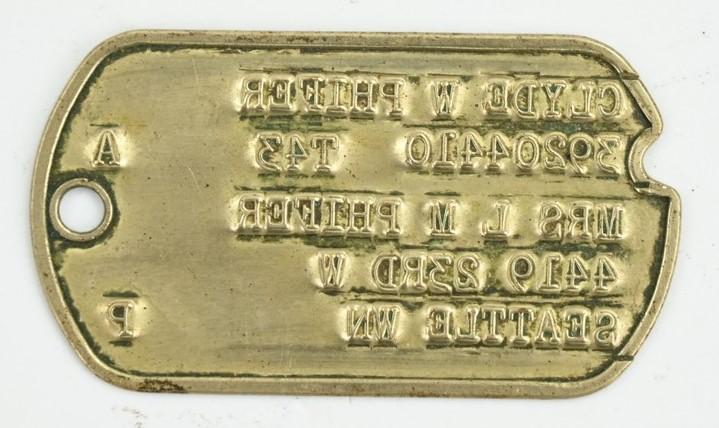 CLYDE W PHIFER
39204410 T43 A
MRS L M PHIFER
4419 23RD W
SEATTLE WN P